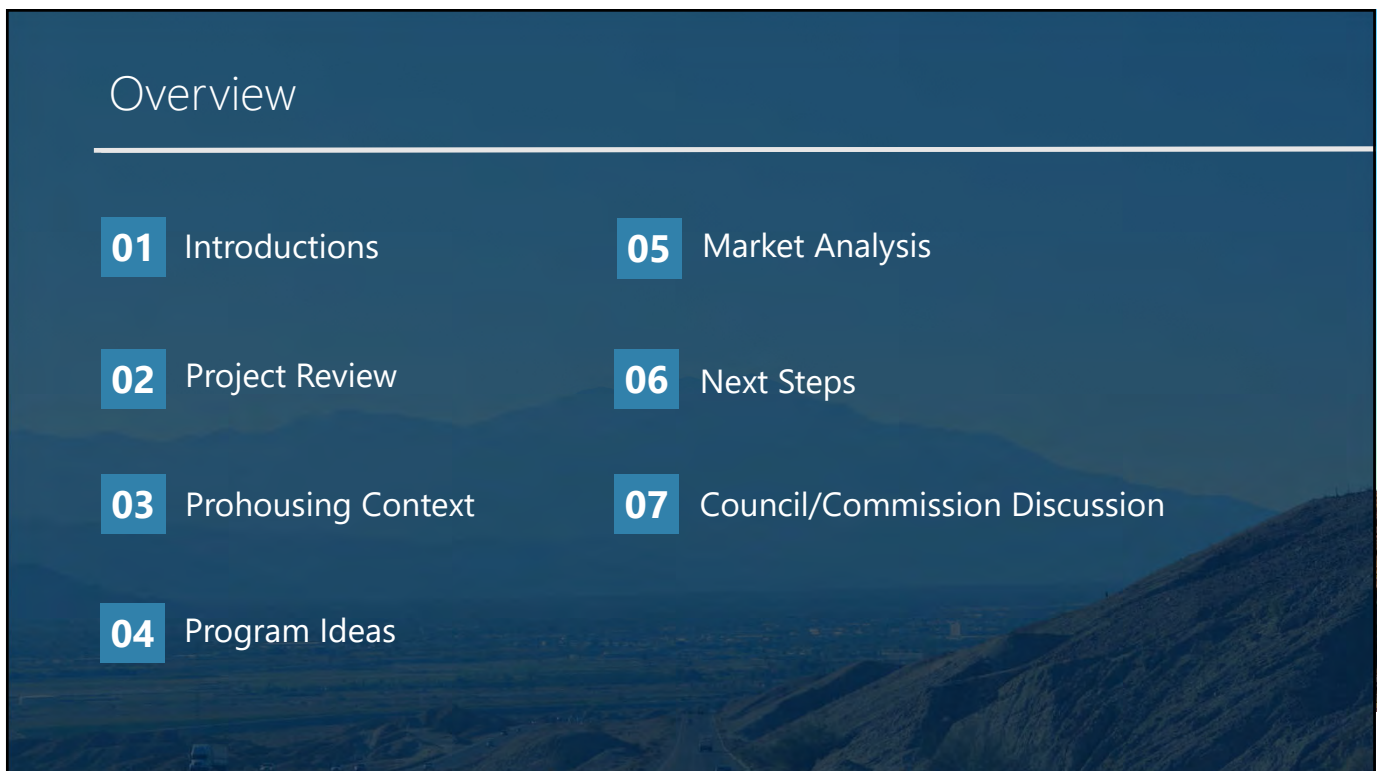 Overview
01 Introductions
02 Project Review
03 Prohousing Context
04 Program Ideas
05 Market Analysis
06 Next Steps
07 Council/Commission Discussion